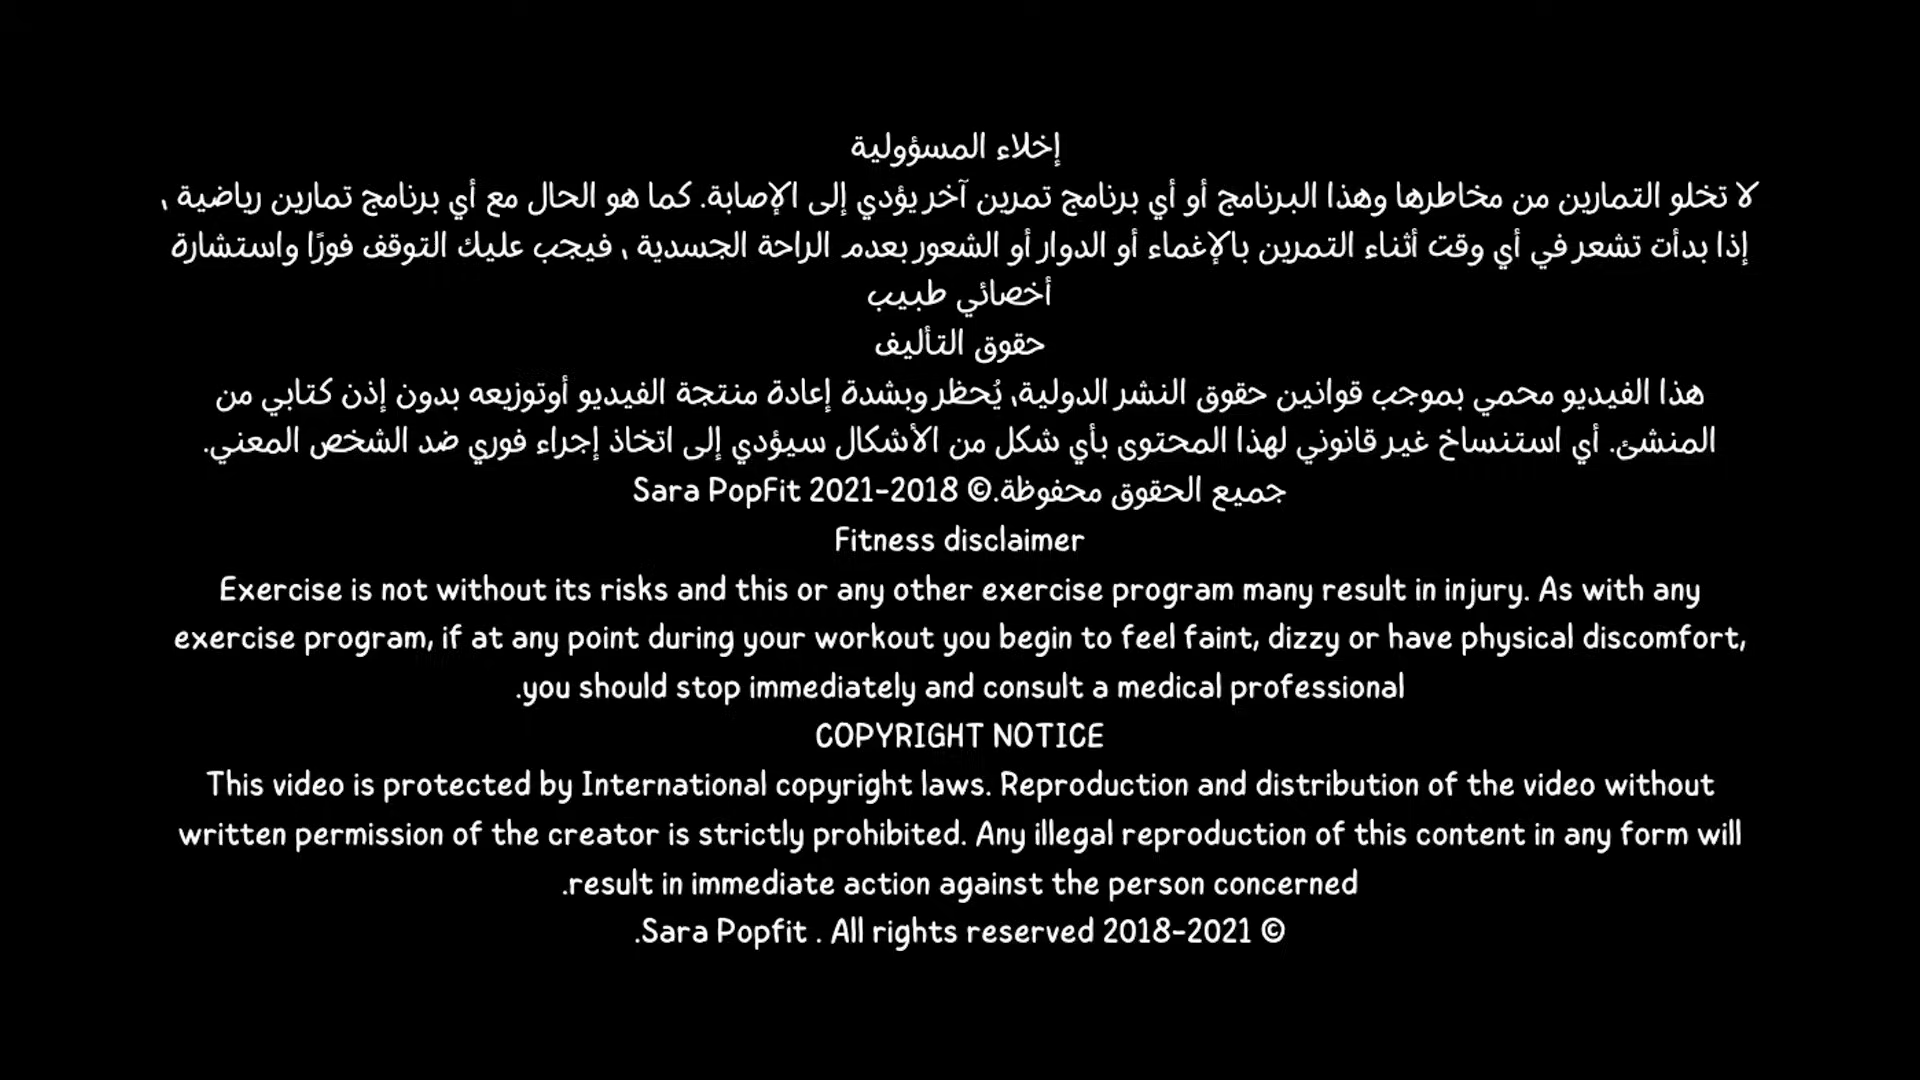 إخلاء المسؤولية
لا تخلو التمارين من مخاطرها وهذا البرنامج أو أي برنامج تمرين آخر يؤدي إلى الإصابة. كما هو الحال مع أي برنامج تمارين رياضية ،
إذا بدأت تشعر في أي وقت أثناء التمرين بالإغماء أو الدوار أو الشعور بعدم الراحة الجسدية ، فيجب عليك التوقف فورًا واستشارة
أخصائي طبيب
حقوق التأليف
هذا الفيديو محمي بموجب قوانين حقوق النشر الدولية، يُحظر وبشدة إعادة منتجة الفيديو أوتوزيعه بدون إذن كتابي من
المنشئ. أي استنساخ غير قانوني لهذا المحتوى بأي شكل من الأشكال سيؤدي إلى اتخاذ إجراء فوري ضد الشخص المعني.
جميع الحقوق محفوظة.© 2018-2021 Sara PopFit
Fitness disclaimer
Exercise is not without its risks and this or any other exercise program many result in injury. As with any
exercise program, if at any point during your workout you begin to feel faint, dizzy or have physical discomfort,
.you should stop immediately and consult a medical professional
COPYRIGHT NOTICE
This video is protected by International copyright laws. Reproduction and distribution of the video without
written permission of the creator is strictly prohibited. Any illegal reproduction of this content in any form will
.result in immediate action against the person concerned
.Sara Popfit . All rights reserved 2018-2021 ©